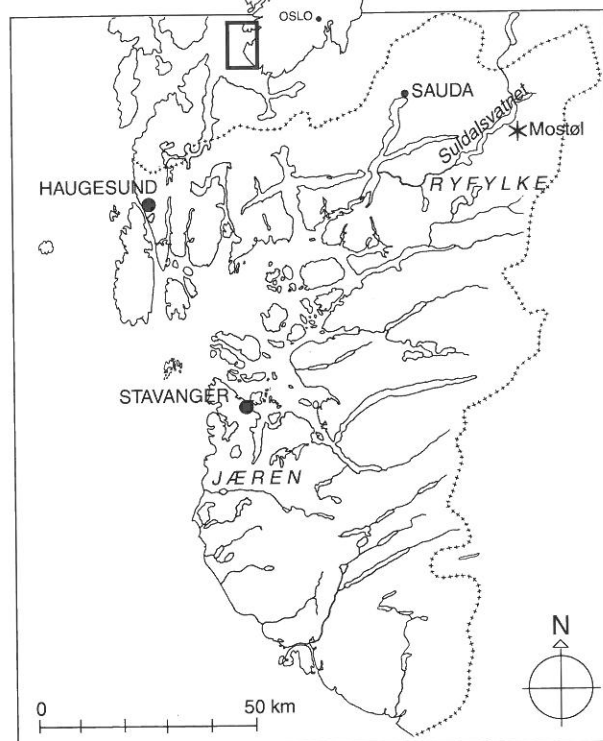 OSLO
SAUDA
Suldalsvatnet
Mostøl
RYFYLKE
HAUGESUND
STAVANGER
JÆREN
N
0 50 km